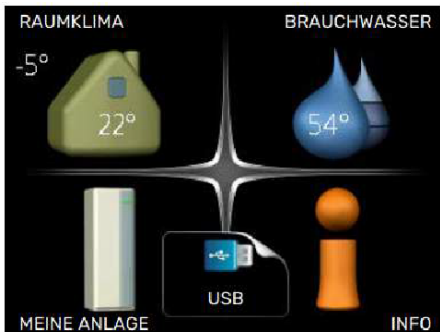 RAUMKLIMA
BRAUCHWASSER
-5°
22°
54°
USB
MEINE ANLAGE
INFO